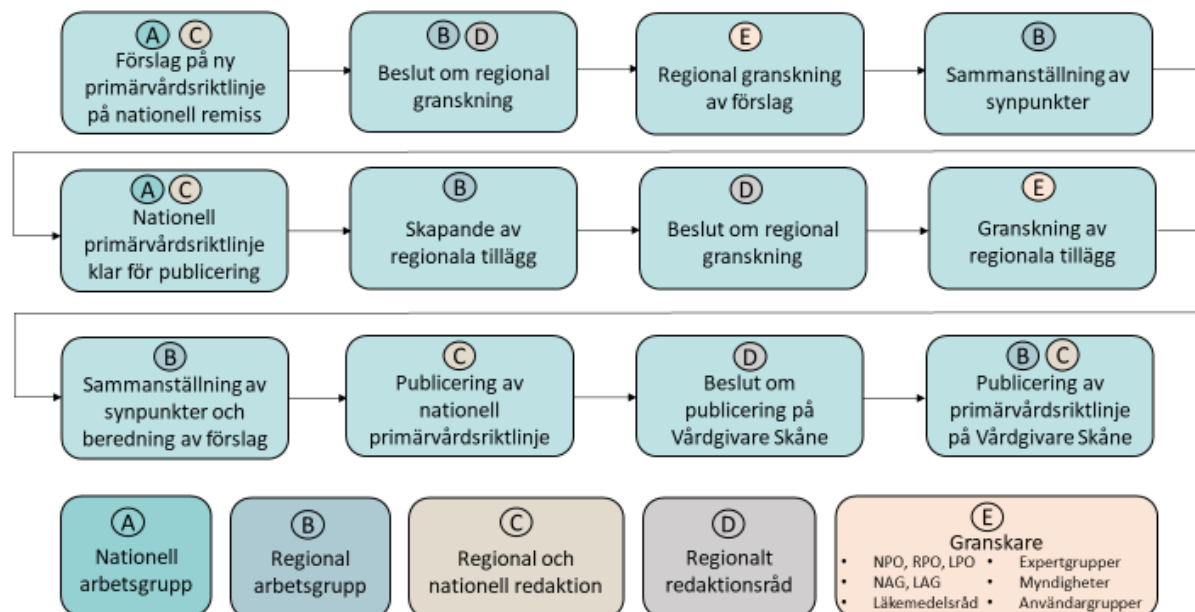 A C
Förslag på ny
primärvårdsriktlinje
på nationell remiss
B D
Beslut om regional
granskning
E
Regional granskning
av förslag
B
Sammanställning av
synpunkter
A C
Nationell
primärvårdsriktlinje
klar för publicering
B
Skapande av
regionala tillägg
D
Beslut om regional
granskning
E
Granskning av
regionala tillägg
B
Sammanställning av
synpunkter och
beredning av förslag
C
Publicering av
nationell
primärvårdsriktlinje
D
Beslut om
publicering på
Vårdgivare Skåne
B C
Publicering av
primärvårdsriktlinje
på Vårdgivare Skåne
A
Nationell
arbetsgrupp
B
Regional
arbetsgrupp
C
Regional och
nationell redaktion
D
Regionalt
redaktionsråd
E
Granskare
• NPO, RPO, LPO
• NAG, LAG
• Läkemedelsråd
• Expertgrupper
• Myndigheter
• Användargrupper